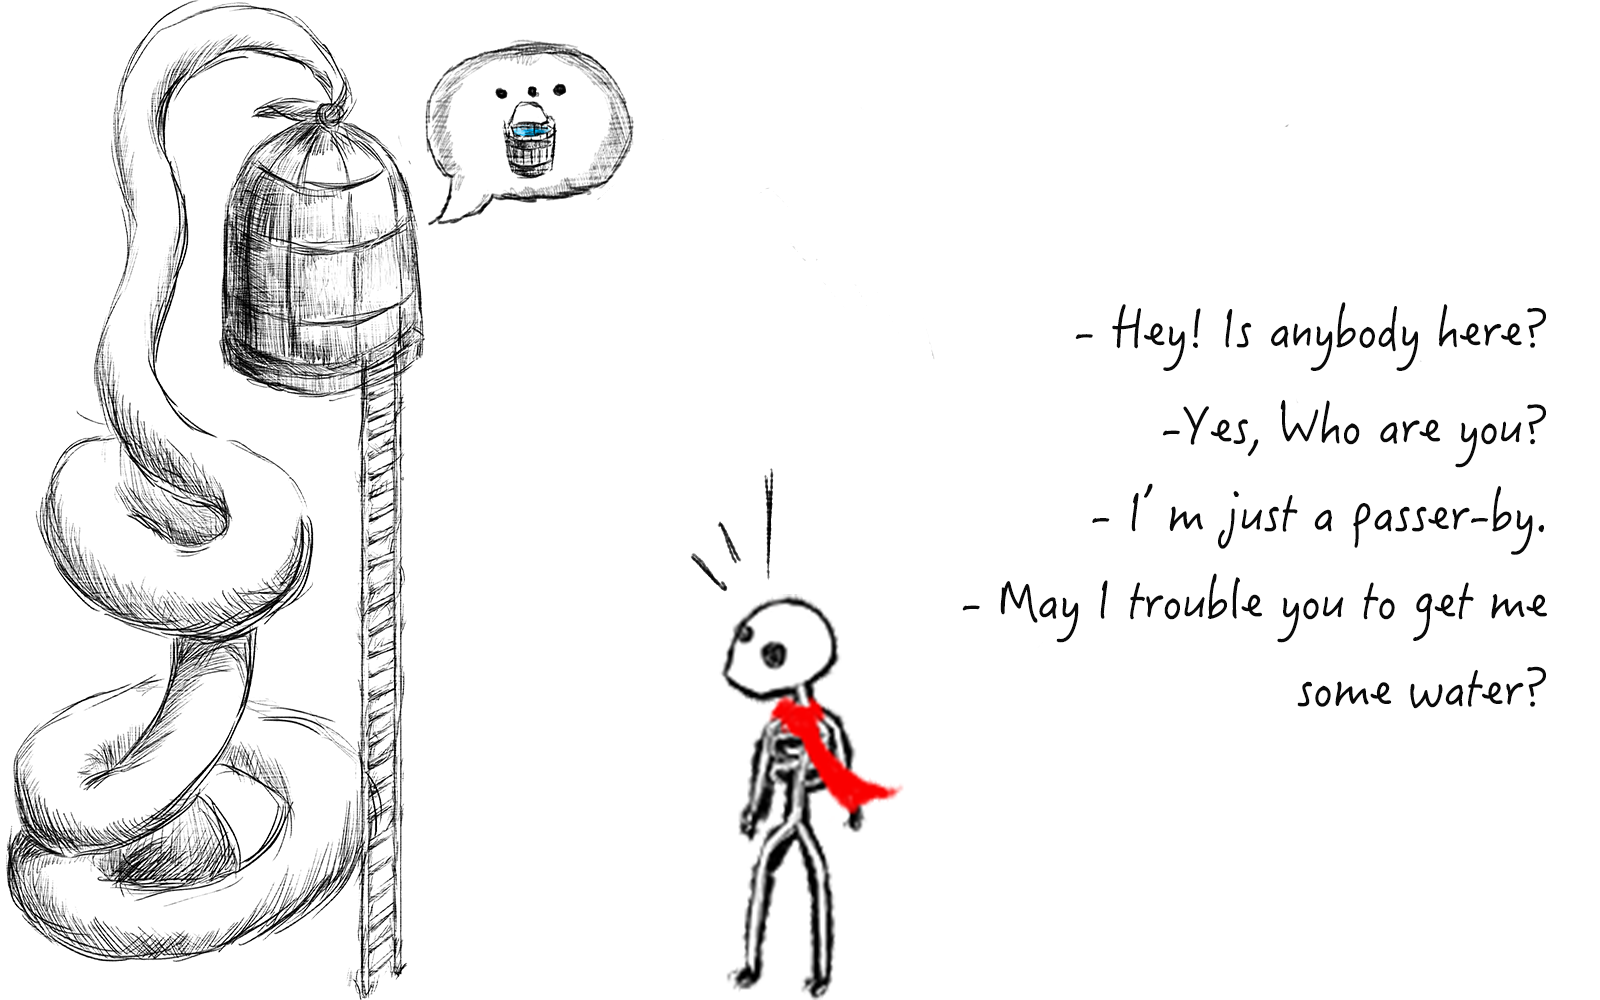 - Hey! Is anybody here?
-Yes, Who are you?
- I'm just a passer-by.
- May I trouble you to get me
some water?